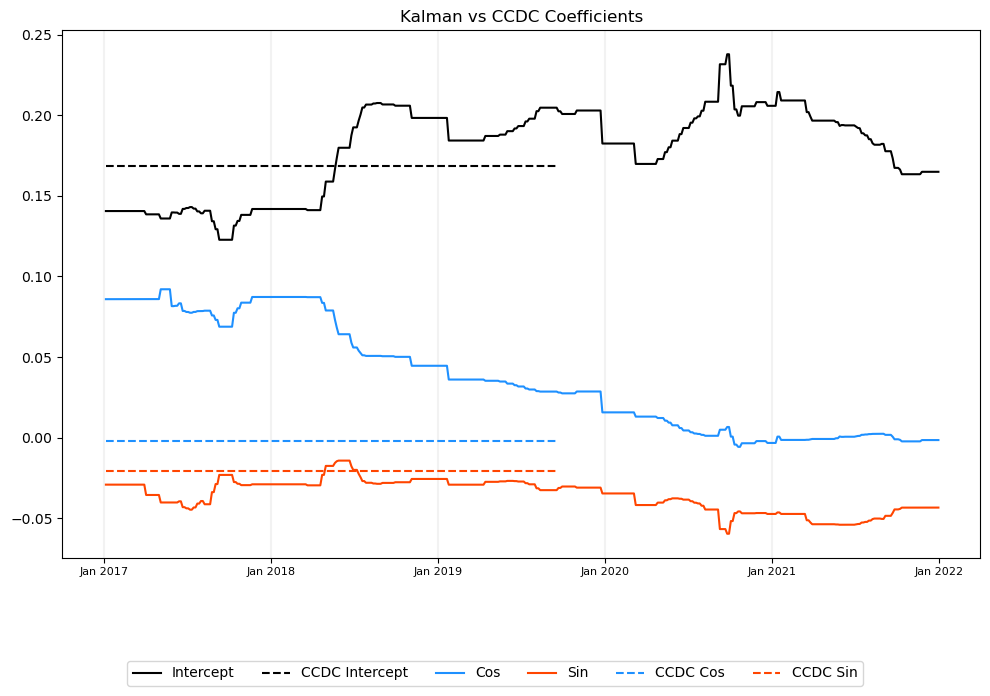 Kalman vs CCDC Coefficients
0.25
0.20
0.15
0.10
0.05
0.00
−0.05
Jan 2017 Jan 2018 Jan 2019 Jan 2020 Jan 2021 Jan 2022
Intercept CCDC Intercept Cos Sin CCDC Cos CCDC Sin